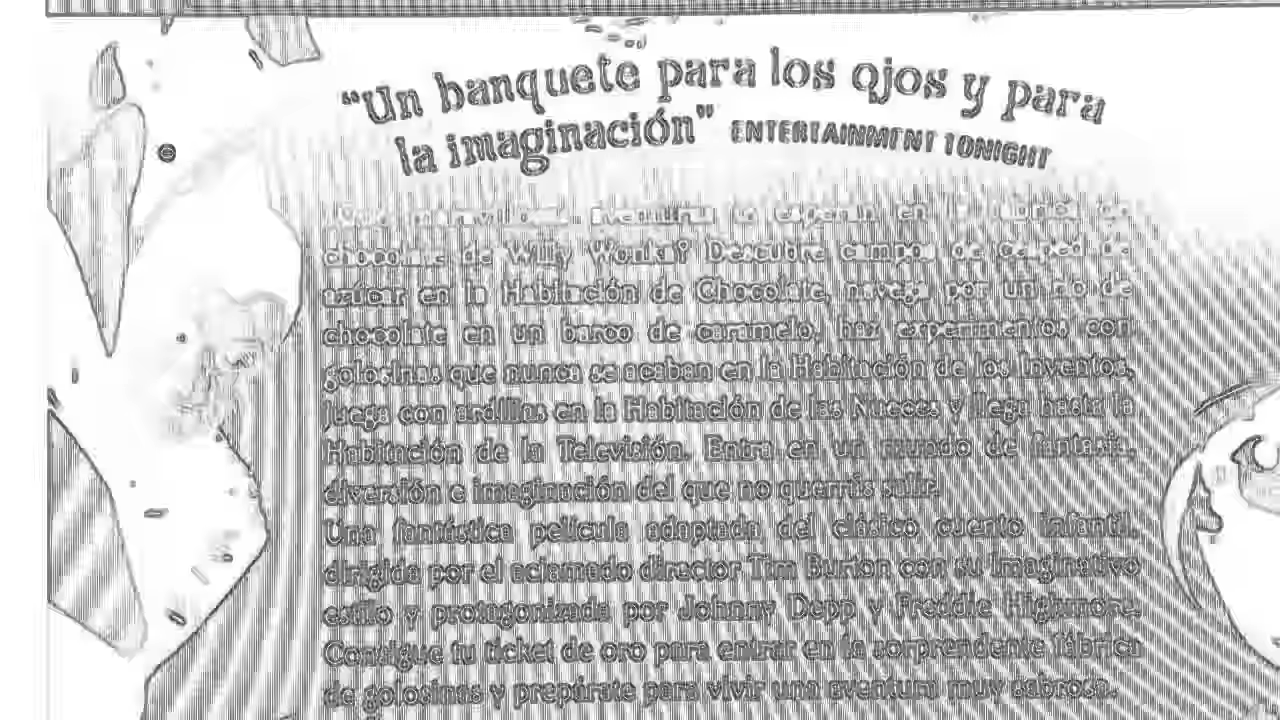 "Un banquete para los ojos y para
la imaginación" ENTERTAINMENT TONIGHT
en
chocolate de Willy Wonka? Descubre campos de césped de
azúcar en la Habitación de Chocolate, navega por un río de
chocolate en un barco de caramelo, haz experimentos con
golosinas que nunca se acaban en la Habitación de los Inventos,
juega con ardillas en la Habitación de las Nueces y llega hasta la
Habitación de la Televisión. Entra en un mundo de fantasía,
diversión e imaginación del que no querrás salir.
Una fantástica película adaptada del clásico cuento infantil,
dirigida por el aclamado director Tim Burton con su imaginativo
estilo y protagonizada por Johnny Depp y Freddie Highmore.
Consigue tu ticket de oro para entrar en la sorprendente fábrica
de golosinas y prepárate para vivir una aventura muy sabrosa.